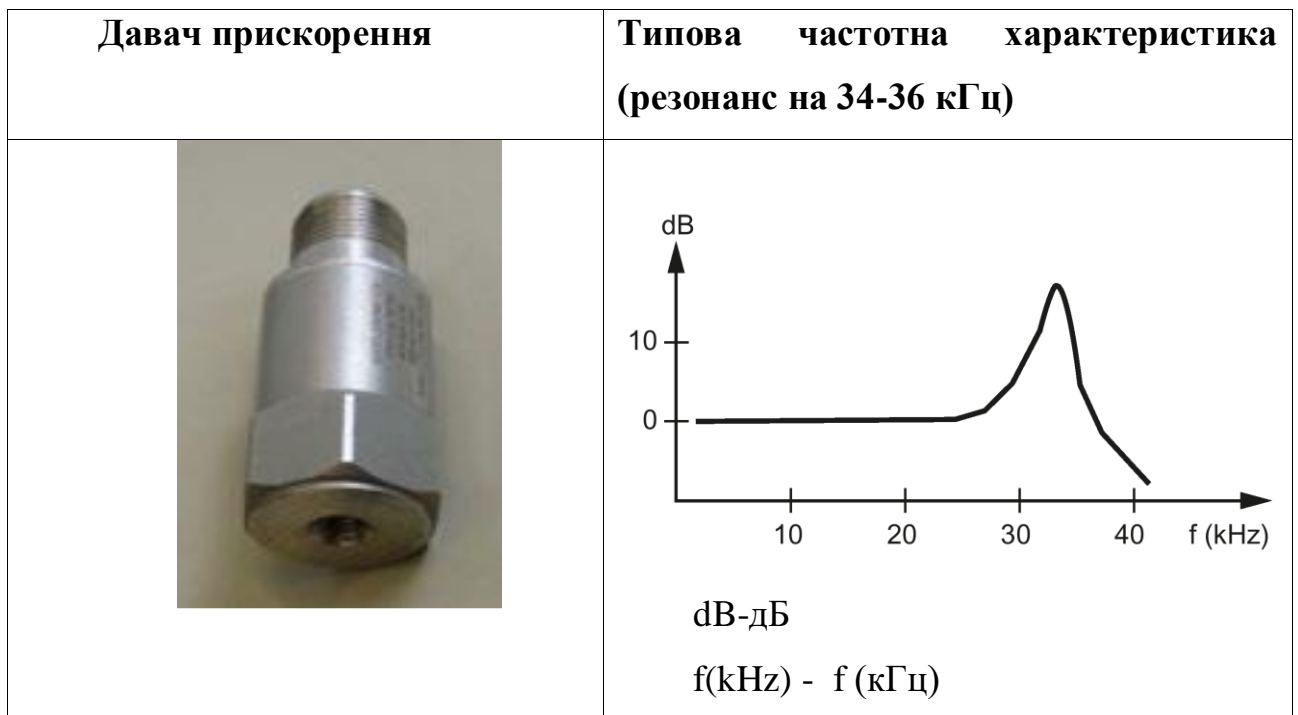 Давач прискорення
Типова частотна характеристика
(резонанс на 34-36 кГц)
dB
10
0
10 20 30 40 f (kHz)
dB-дБ
f(kHz) - f (кГц)